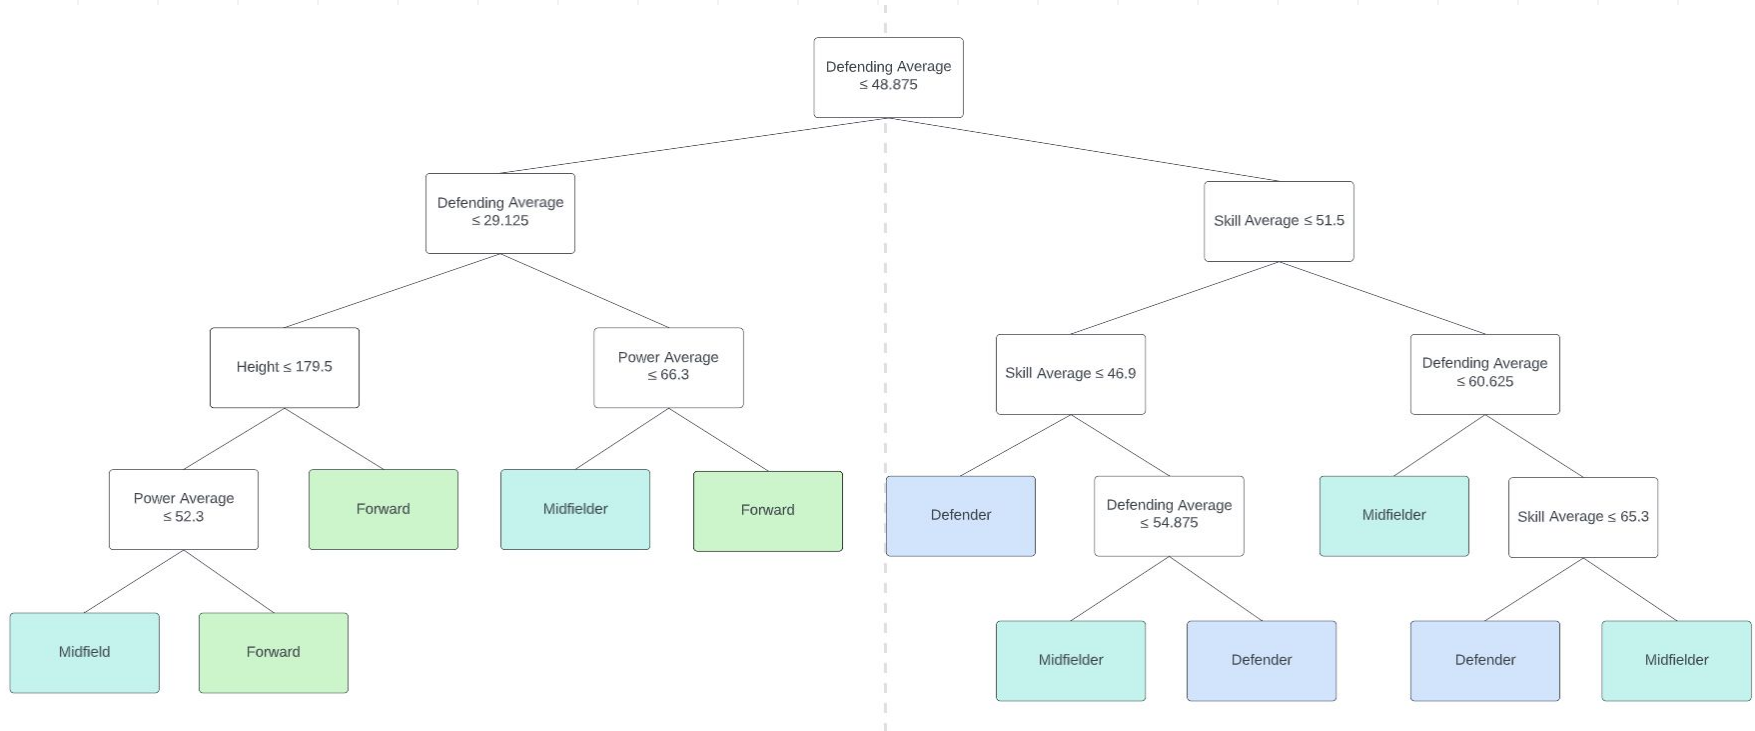 Defending Average
≤ 48.875
Defending Average
≤ 29.125
Skill Average ≤ 51.5
Height ≤ 179.5
Power Average
≤ 66.3
Skill Average ≤ 46.9
Defending Average
≤ 60.625
Power Average
≤ 52.3
Forward
Midfielder
Forward
Defender
Defending Average
≤ 54.875
Midfielder
Skill Average ≤ 65.3
Midfield
Forward
Midfielder
Defender
Defender
Midfielder